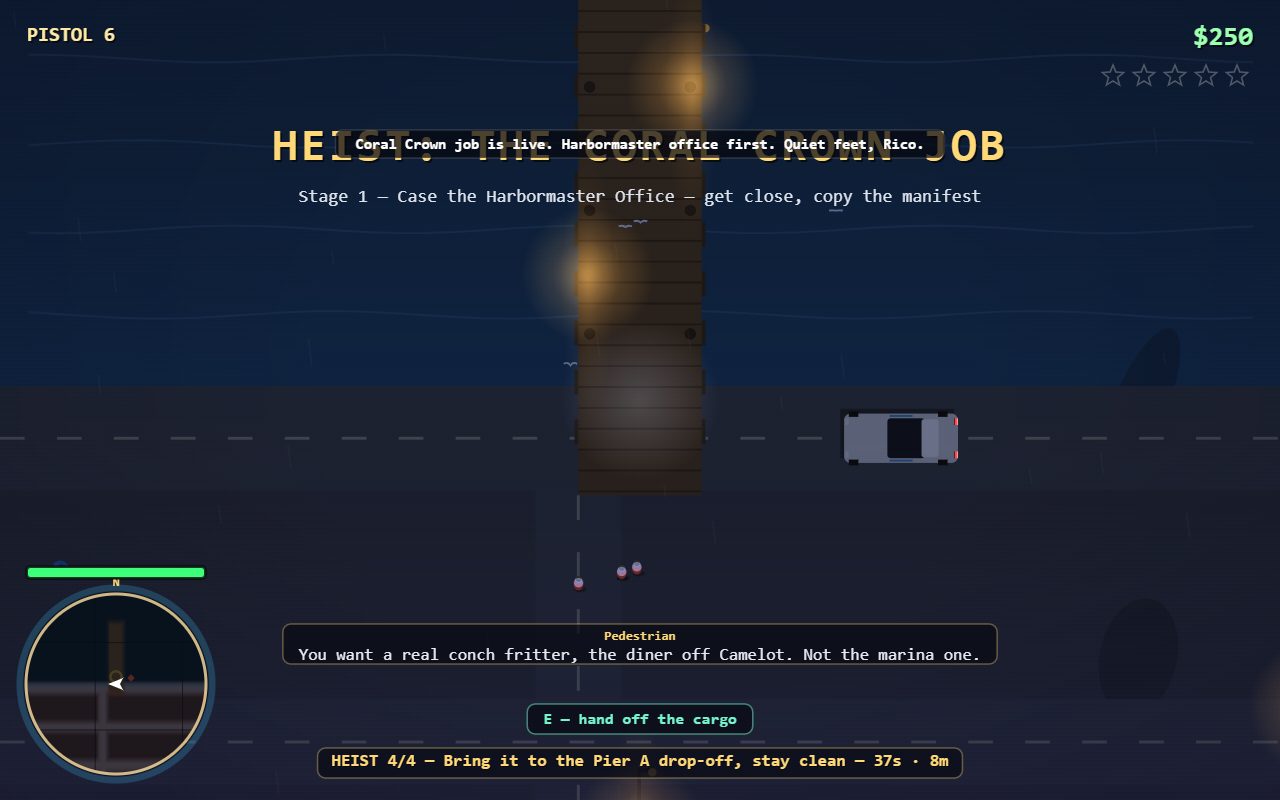 PISTOL 6
$250
HEIST: THE CORAL CROWN JOB
Coral Crown job is live. Harbormaster office first. Quiet feet, Rico.
Stage 1 — Case the Harbormaster Office — get close, copy the manifest
N
Pedestrian
You want a real conch fritter, the diner off Camelot. Not the marina one.
E — hand off the cargo
HEIST 4/4 — Bring it to the Pier A drop-off, stay clean — 37s · 8m